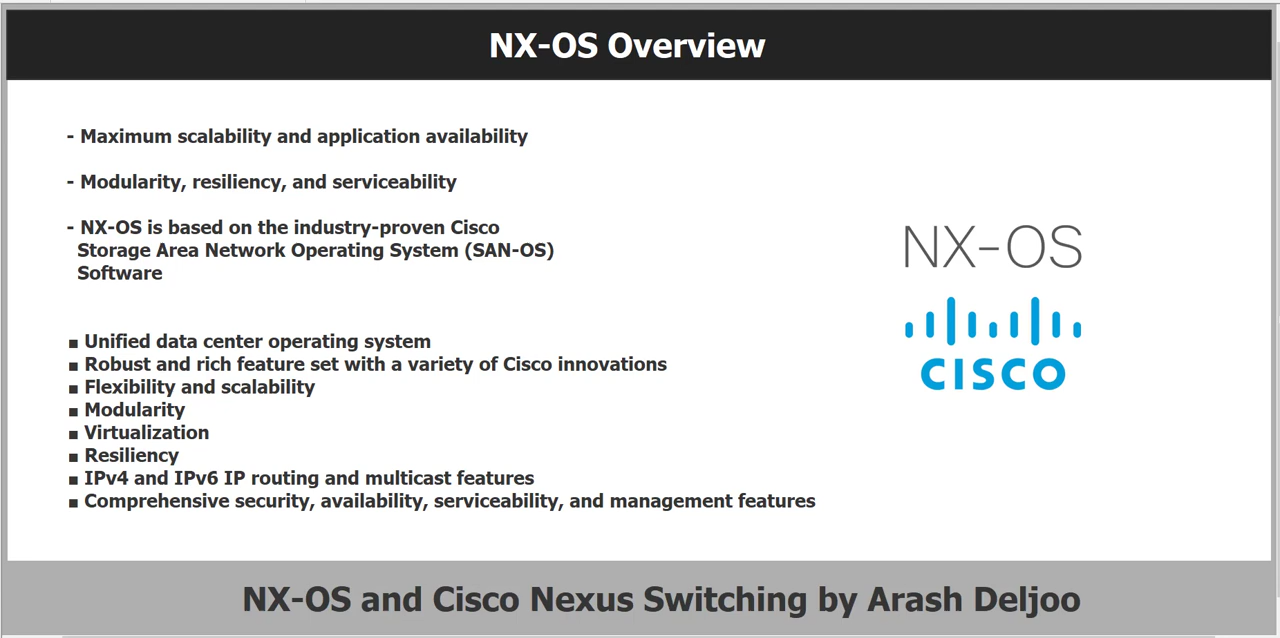 NX-OS Overview
- Maximum scalability and application availability
- Modularity, resiliency, and serviceability
- NX-OS is based on the industry-proven Cisco
Storage Area Network Operating System (SAN-OS)
Software
NX-OS
CISCO
■ Unified data center operating system
■ Robust and rich feature set with a variety of Cisco innovations
■ Flexibility and scalability
■ Modularity
■ Virtualization
■ Resiliency
■ IPv4 and IPv6 IP routing and multicast features
■ Comprehensive security, availability, serviceability, and management features
NX-OS and Cisco Nexus Switching by Arash Deljoo